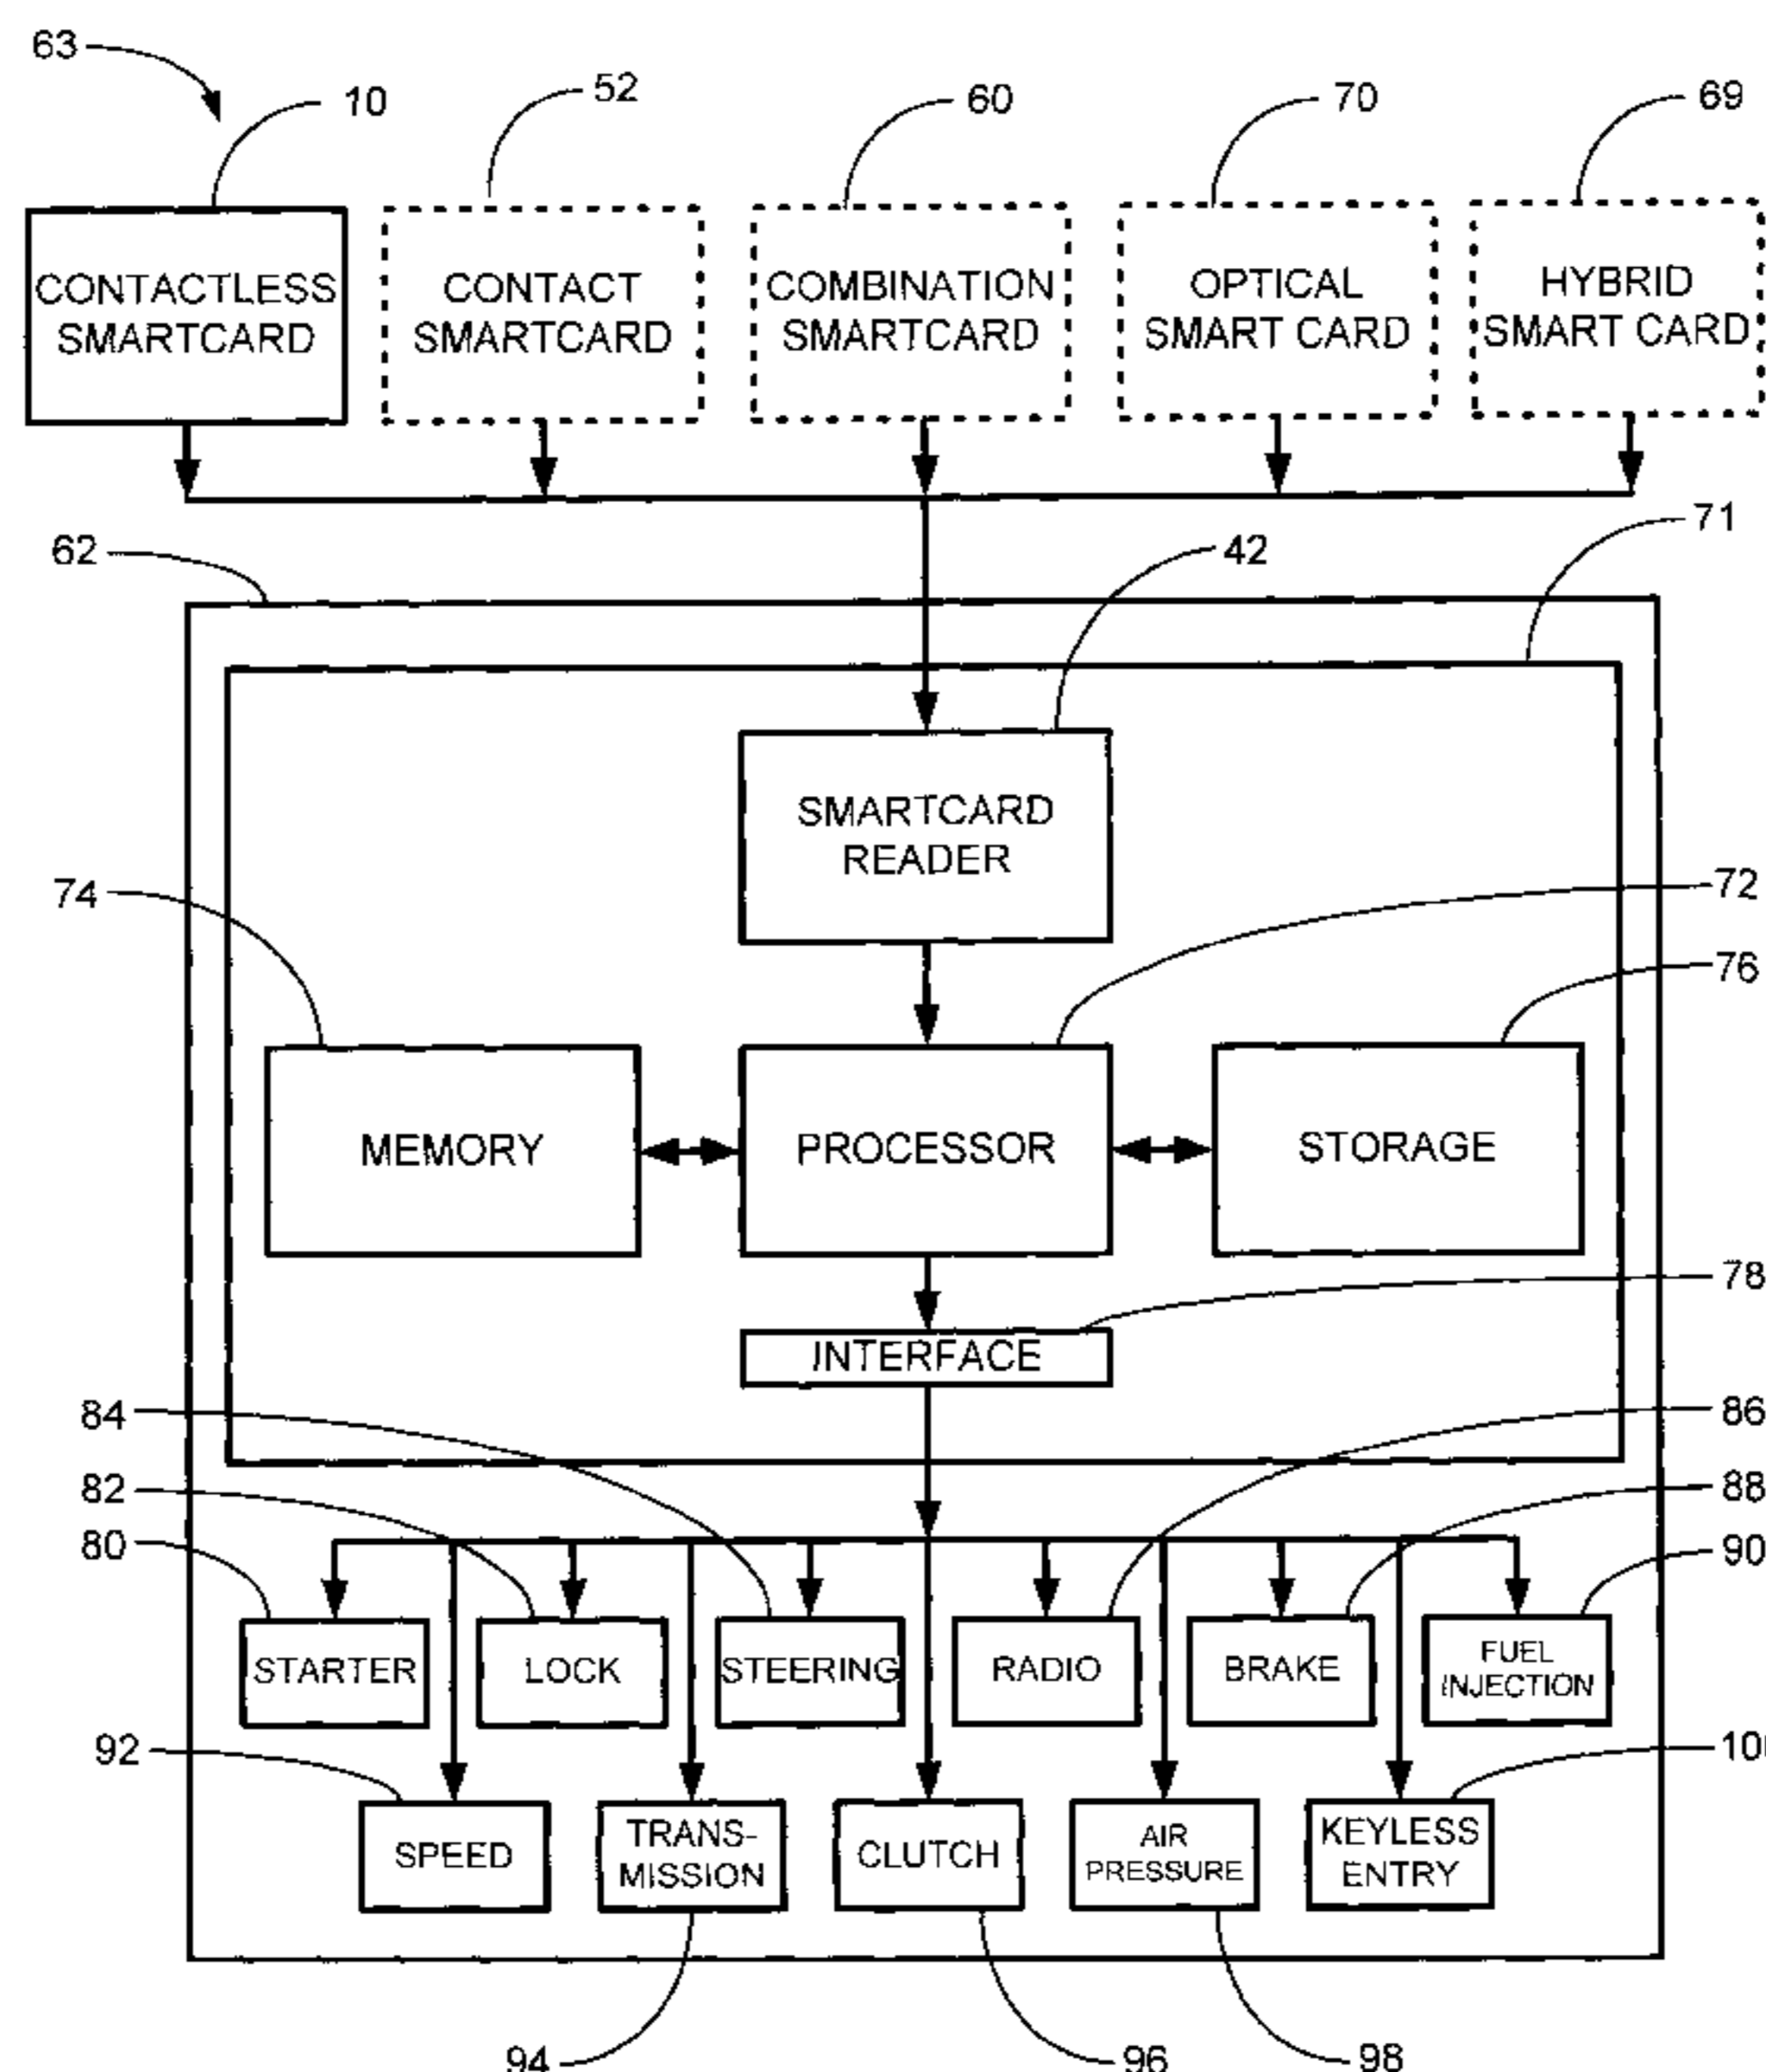 63
10
52
60
70
69
CONTACTLESS
SMARTCARD
CONTACT
SMARTCARD
COMBINATION
SMARTCARD
OPTICAL
SMART CARD
HYBRID
SMART CARD
62
42
71
SMARTCARD
READER
74
72
76
MEMORY
PROCESSOR
STORAGE
78
INTERFACE
84
86
82
88
80
90
STARTER
LOCK
STEERING
RADIO
BRAKE
FUEL
INJECTION
92
SPEED
TRANS-
MISSION
CLUTCH
AIR
PRESSURE
KEYLESS
ENTRY
94
96
98